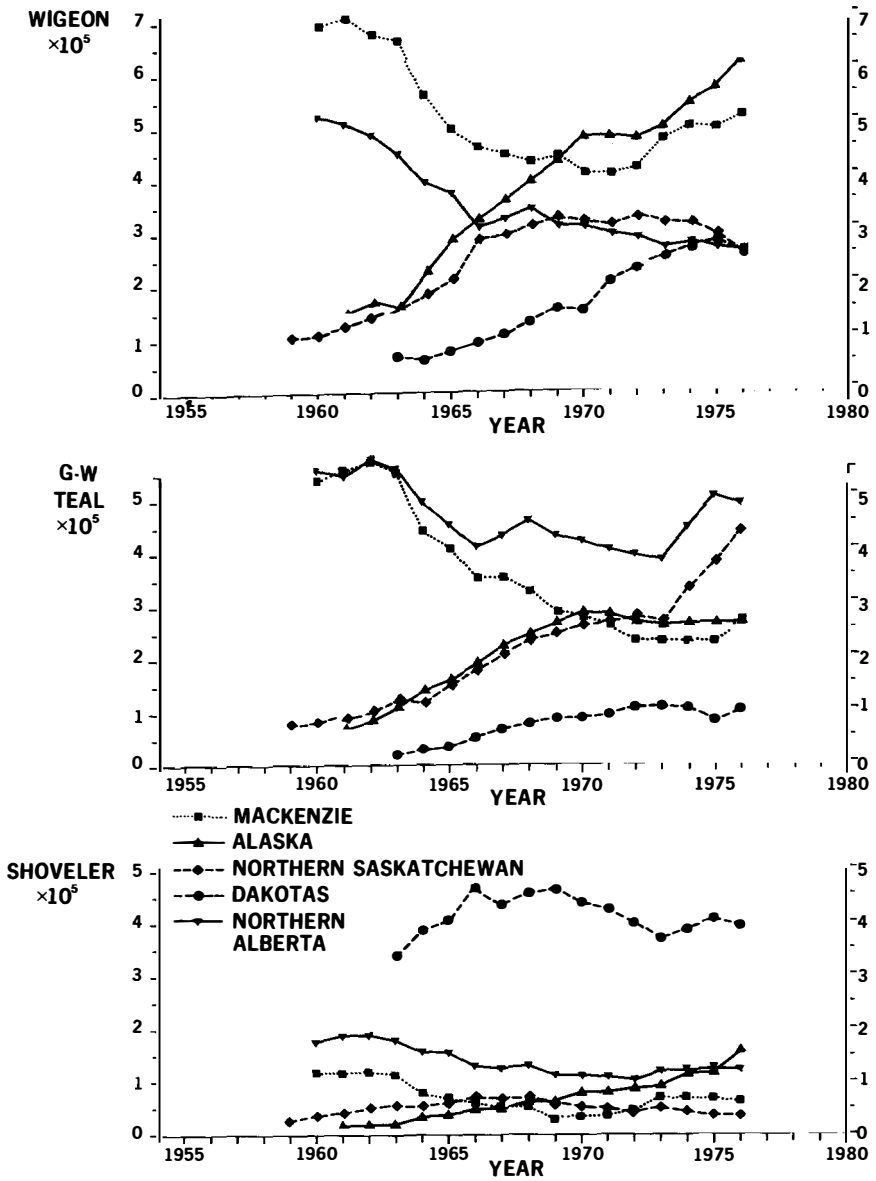 WIGEON
×10⁵
7
6
5
4
3
2
1
0
7
6
5
4
3
2
1
0
1955 1960 1965 1970 1975 1980
YEAR
G-W
TEAL
×10⁵
5
4
3
2
1
0
5
4
3
2
1
0
1955 1960 1965 1970 1975 1980
YEAR
MACKENZIE
ALASKA
NORTHERN SASKATCHEWAN
DAKOTAS
NORTHERN
ALBERTA
SHOVELER
×10⁵
5
4
3
2
1
0
5
4
3
2
1
0
1955 1960 1965 1970 1975 1980
YEAR